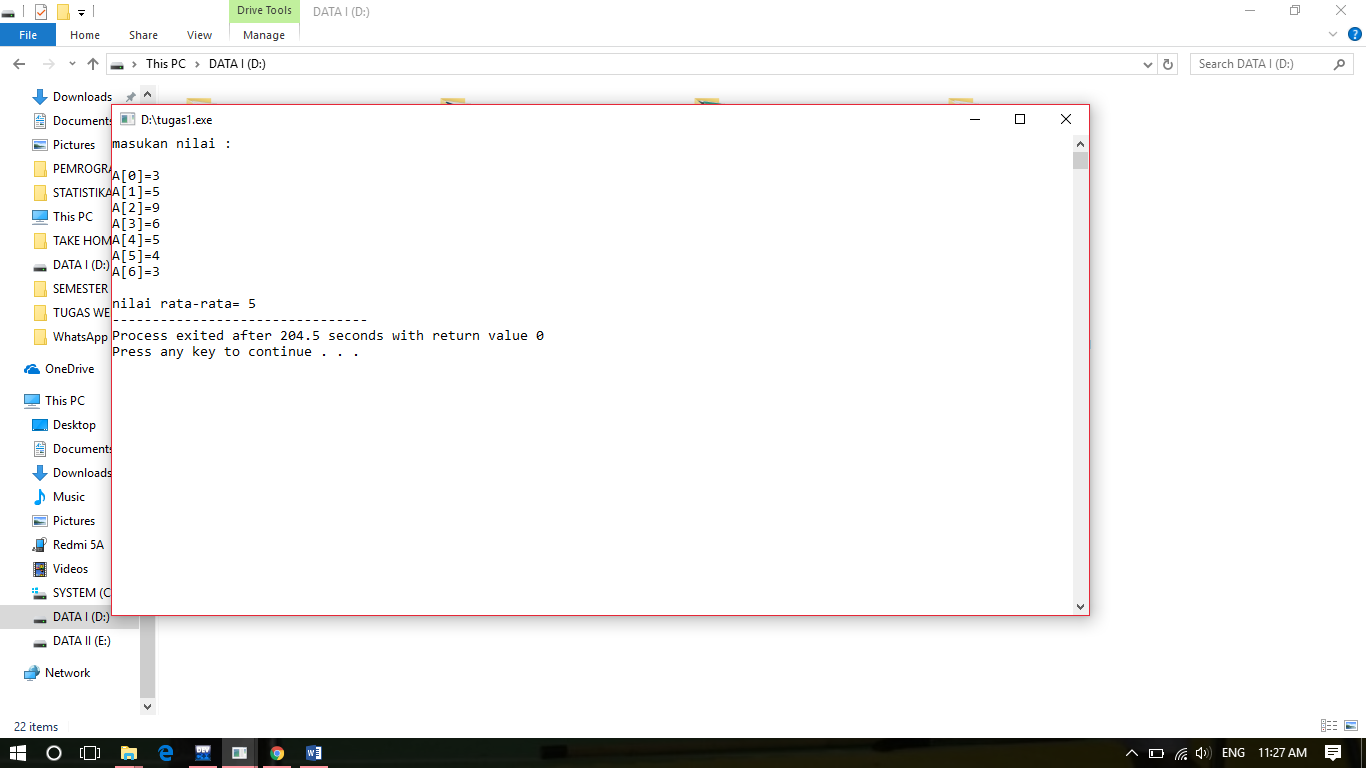 Drive Tools
DATA I (D:)
File
Home
Share
View
Manage
This PC
DATA I (D:)
Search DATA I (D:)
Downloads
Documents
Pictures
PEMROGRA
STATISTIKA
This PC
TAKE HOM
DATA I (D:)
SEMESTER
TUGAS WE
WhatsApp
OneDrive
This PC
Desktop
Documents
Downloads
Music
Pictures
Redmi 5A
Videos
SYSTEM (C
DATA I (D:)
DATA II (E:)
Network
D:\tugas1.exe
masukan nilai :
A[0]=3
A[1]=5
A[2]=9
A[3]=6
A[4]=5
A[5]=4
A[6]=3
nilai rata-rata= 5
--------------------------------
Process exited after 204.5 seconds with return value 0
Press any key to continue . . .
22 items
DEV
W
ENG
11:27 AM